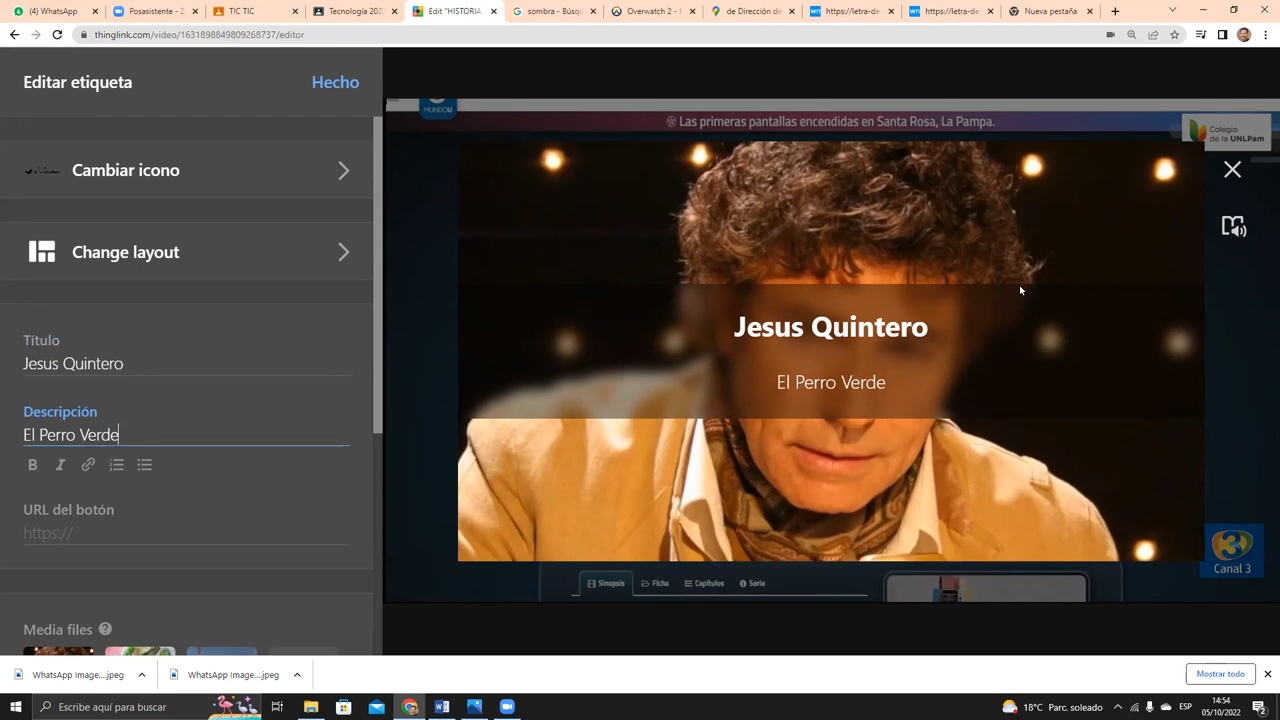 (4) WhatsApp
Posasistente - Z
TIC TIC
Tecnología 202
Edit "HISTORIA
sombra - Búsq
Overwatch 2 - H
de Dirección de
https://letra-de
https://letra-de
Nueva pestaña
thinglink.com/video/1631898849809268737/editor
Editar etiqueta
Hecho
Cambiar icono
Change layout
Título
Jesus Quintero
Descripción
El Perro Verde
B I
URL del botón
https://
Media files
MUNDOU
Las primeras pantallas encendidas en Santa Rosa, La Pampa.
Colegio
de la UNLPam
Jesus Quintero
El Perro Verde
3
Canal 3
Sinopsis
Ficha
Capítulos
Serie
WhatsApp Image....jpeg
WhatsApp Image....jpeg
Mostrar todo
Escribe aquí para buscar
18°C Parc. soleado
ESP
14:54
05/10/2022
2